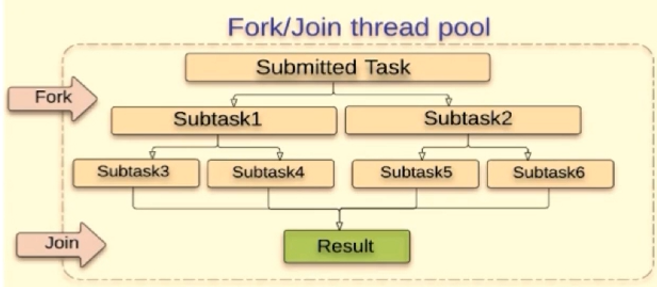 Fork/Join thread pool
Submitted Task
Fork
Subtask1 Subtask2
Subtask3 Subtask4 Subtask5 Subtask6
Join
Result